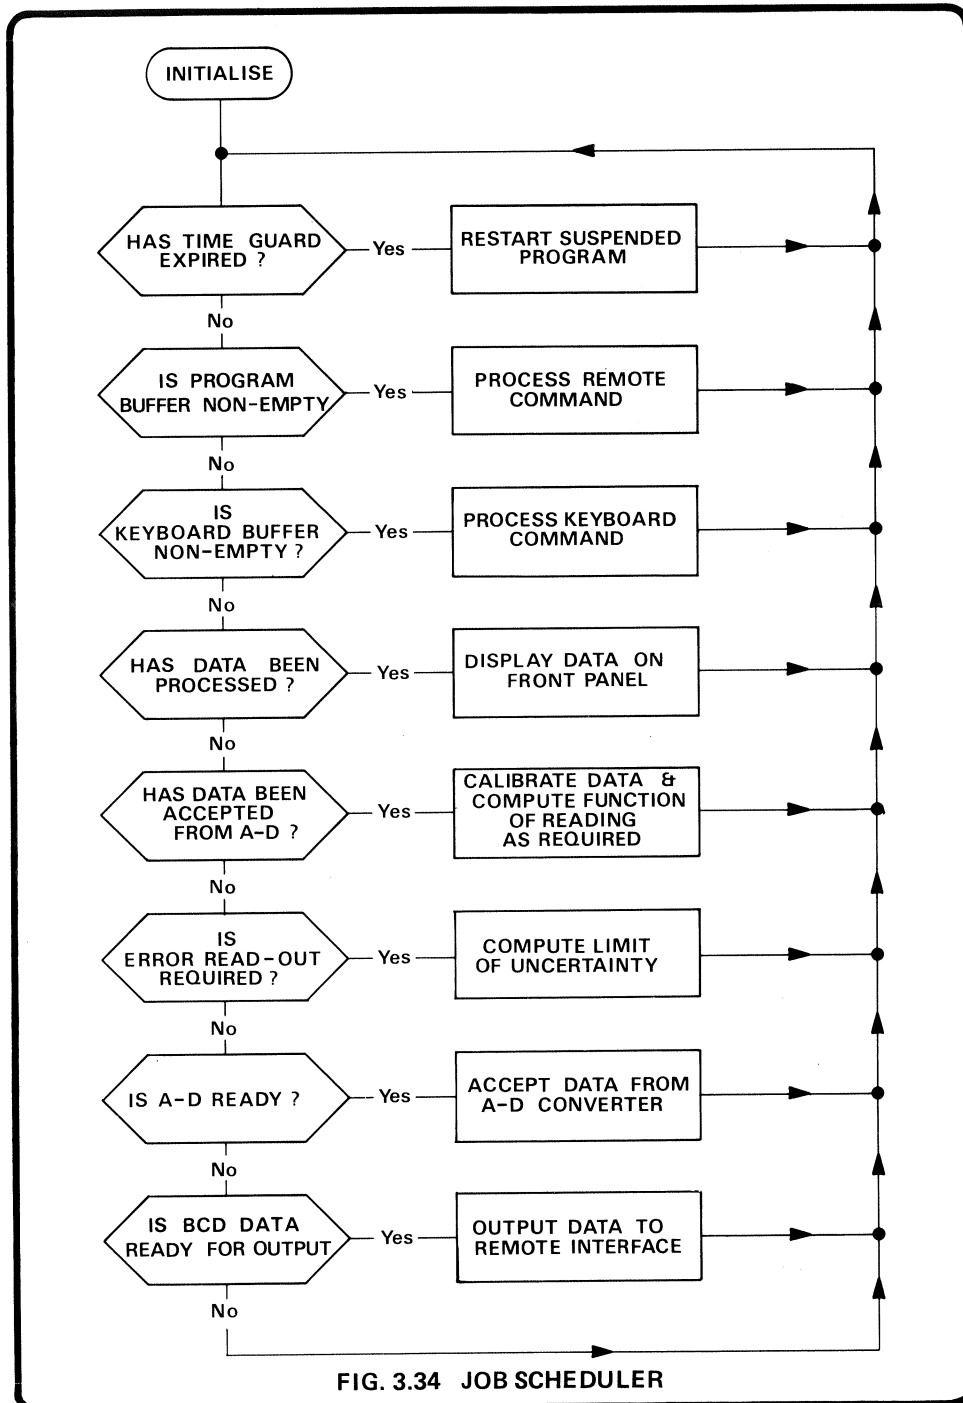 INITIALISE
HAS TIME GUARD
EXPIRED ?
Yes
RESTART SUSPENDED
PROGRAM
No
IS PROGRAM
BUFFER NON-EMPTY
Yes
PROCESS REMOTE
COMMAND
No
IS
KEYBOARD BUFFER
NON-EMPTY ?
Yes
PROCESS KEYBOARD
COMMAND
No
HAS DATA BEEN
PROCESSED ?
Yes
DISPLAY DATA ON
FRONT PANEL
No
HAS DATA BEEN
ACCEPTED
FROM A-D ?
Yes
CALIBRATE DATA &
COMPUTE FUNCTION
OF READING
AS REQUIRED
No
IS
ERROR READ-OUT
REQUIRED ?
Yes
COMPUTE LIMIT
OF UNCERTAINTY
No
IS A-D READY ?
Yes
ACCEPT DATA FROM
A-D CONVERTER
No
IS BCD DATA
READY FOR OUTPUT
Yes
OUTPUT DATA TO
REMOTE INTERFACE
No
FIG. 3.34 JOB SCHEDULER